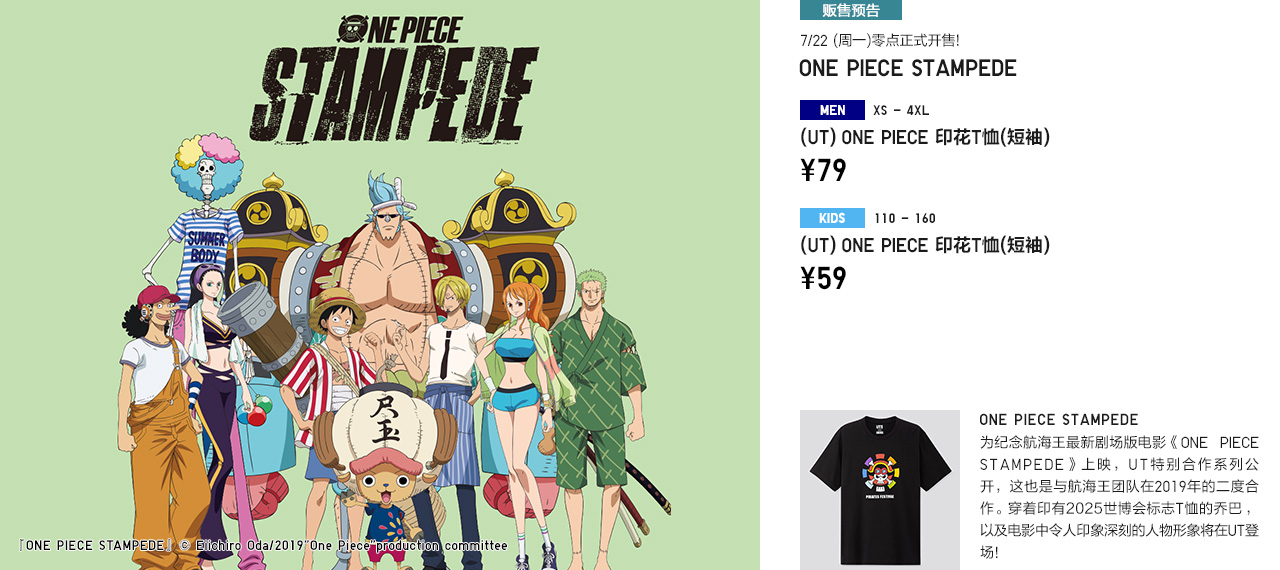 ONE PIECE
STAMPEDE
SUMMER
BODY
尺
玉
『ONE PIECE STAMPEDE』 © Eiichiro Oda/2019"One Piece"production committee
贩售预告
7/22 (周一)零点正式开售!
ONE PIECE STAMPEDE
MEN XS - 4XL
(UT) ONE PIECE 印花T恤(短袖)
¥79
KIDS 110 - 160
(UT) ONE PIECE 印花T恤(短袖)
¥59
PIRATES FESTIVAL
ONE PIECE STAMPEDE
为纪念航海王最新剧场版电影《ONE PIECE
STAMPEDE》上映，UT特别合作系列公
开，这也是与航海王团队在2019年的二度合
作。穿着印有2025世博会标志T恤的乔巴，
以及电影中令人印象深刻的人物形象将在UT登
场!